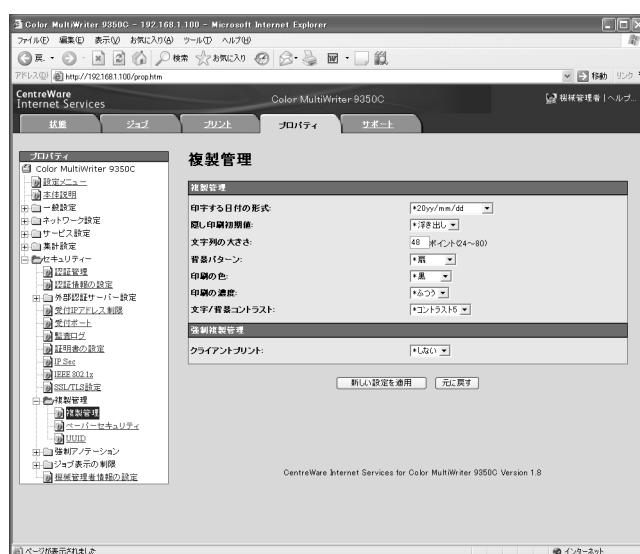 Color MultiWriter 9350C - 192.168.1.100 - Microsoft Internet Explorer
ファイル(F) 編集(E) 表示(V) お気に入り(A) ツール(T) ヘルプ(H)
戻る 検索 お気に入り
アドレス(D) http://192.168.1.100/prop.htm 移動 リンク
CentreWare
Internet Services
Color MultiWriter 9350C
機械管理者 | ヘルプ
状態 ジョブ プリント プロパティ サポート
プロパティ
Color MultiWriter 9350C
設定メニュー
本体説明
一般設定
ネットワーク設定
サービス設定
集計設定
セキュリティー
認証管理
認証情報の設定
外部認証サーバー設定
受付IPアドレス制限
受付ポート
監査ログ
証明書の設定
IP Sec
IEEE 802.1x
SSL/TLS設定
複製管理
複製管理
ペーパーセキュリティ
UUID
強制アノテーション
ジョブ表示の制限
機械管理者情報の設定
複製管理
複製管理
印字する日付の形式: *20yy/mm/dd
隠し印刷初期値: *浮き出し
文字列の大きさ: 48 ポイント(24～80)
背景パターン: *扇
印刷の色: *黒
印刷の濃度: *ふつう
文字/背景コントラスト: *コントラスト5
強制複製管理
クライアントプリント: *しない
新しい設定を適用 元に戻す
CentreWare Internet Services for Color MultiWriter 9350C Version 1.8
ページが表示されました インターネット